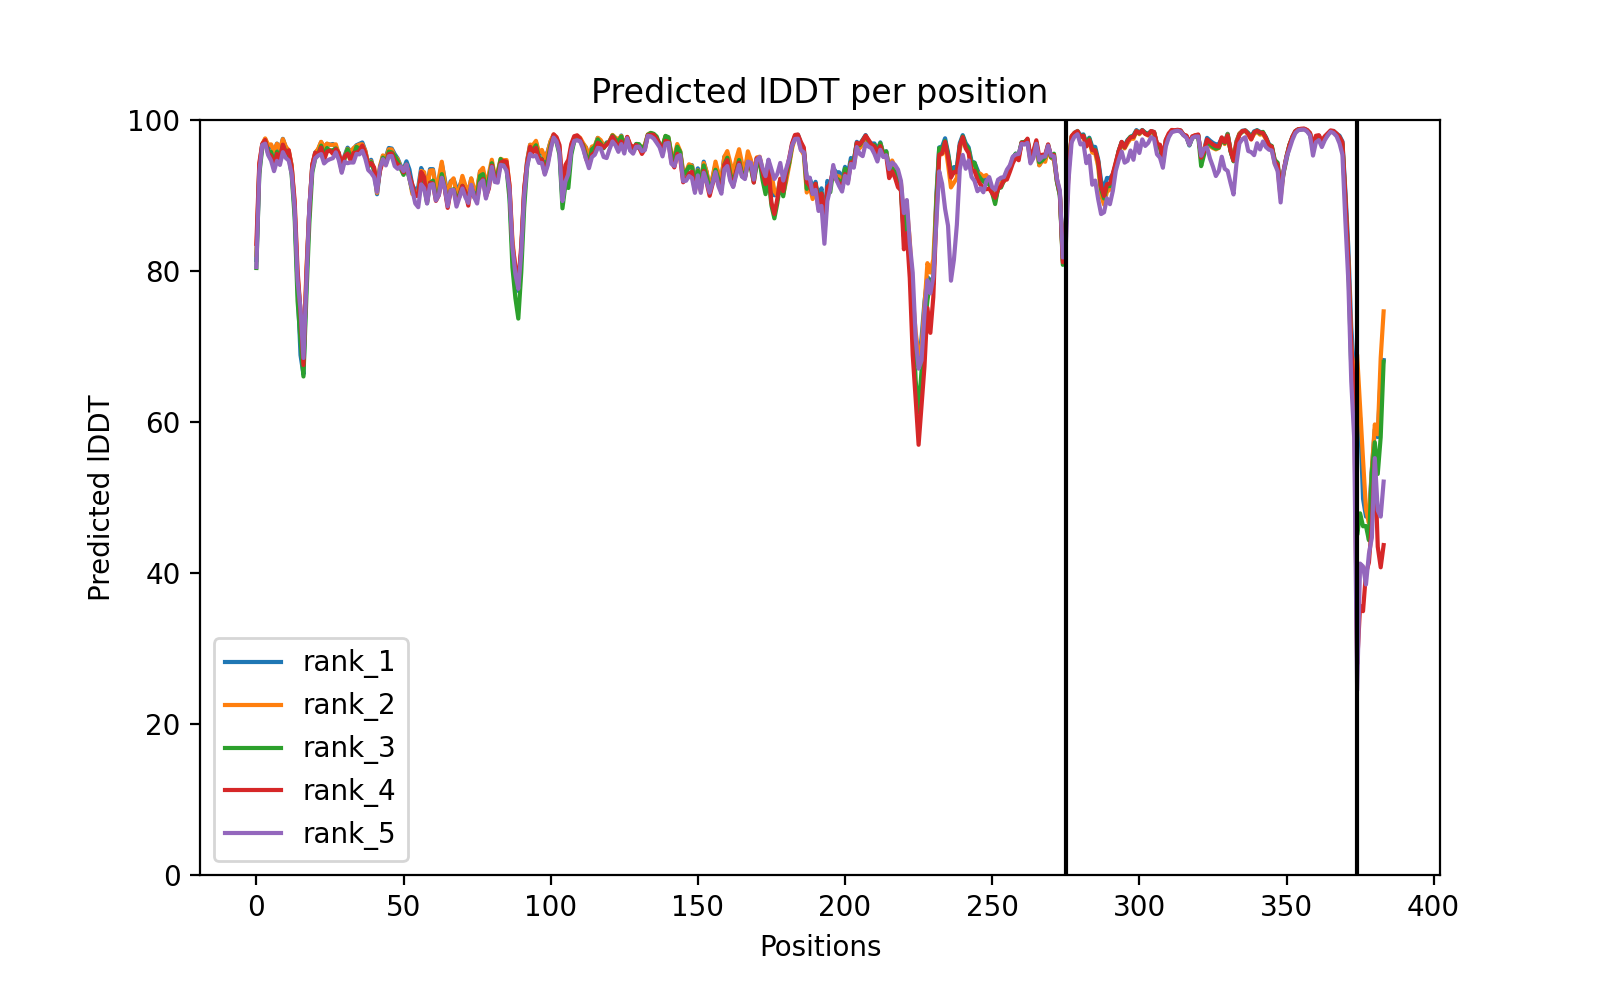 Predicted lDDT per position
100
80
60
40
20
0
Predicted lDDT
rank_1
rank_2
rank_3
rank_4
rank_5
0 50 100 150 200 250 300 350 400
Positions